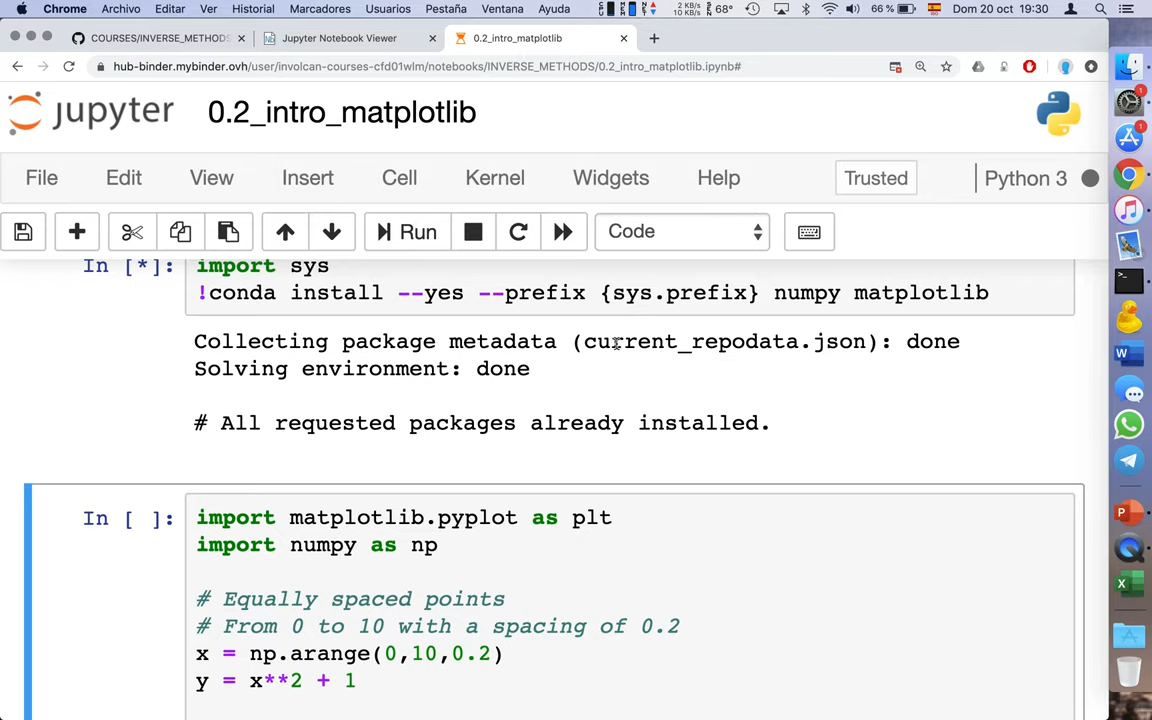 Chrome Archivo Editar Ver Historial Marcadores Usuarios Pestaña Ventana Ayuda 2 KB/s 10 KB/s 68° 66 % Dom 20 oct 19:30
COURSES/INVERSE_METHODS Jupyter Notebook Viewer 0.2_intro_matplotlib
hub-binder.mybinder.ovh/user/involcan-courses-cfd01wlm/notebooks/INVERSE_METHODS/0.2_intro_matplotlib.ipynb#
jupyter 0.2_intro_matplotlib
File Edit View Insert Cell Kernel Widgets Help Trusted Python 3
Run Code
In [*]: import sys
!conda install --yes --prefix {sys.prefix} numpy matplotlib
Collecting package metadata (current_repodata.json): done
Solving environment: done
# All requested packages already installed.
In [ ]: import matplotlib.pyplot as plt
import numpy as np
# Equally spaced points
# From 0 to 10 with a spacing of 0.2
x = np.arange(0,10,0.2)
y = x**2 + 1